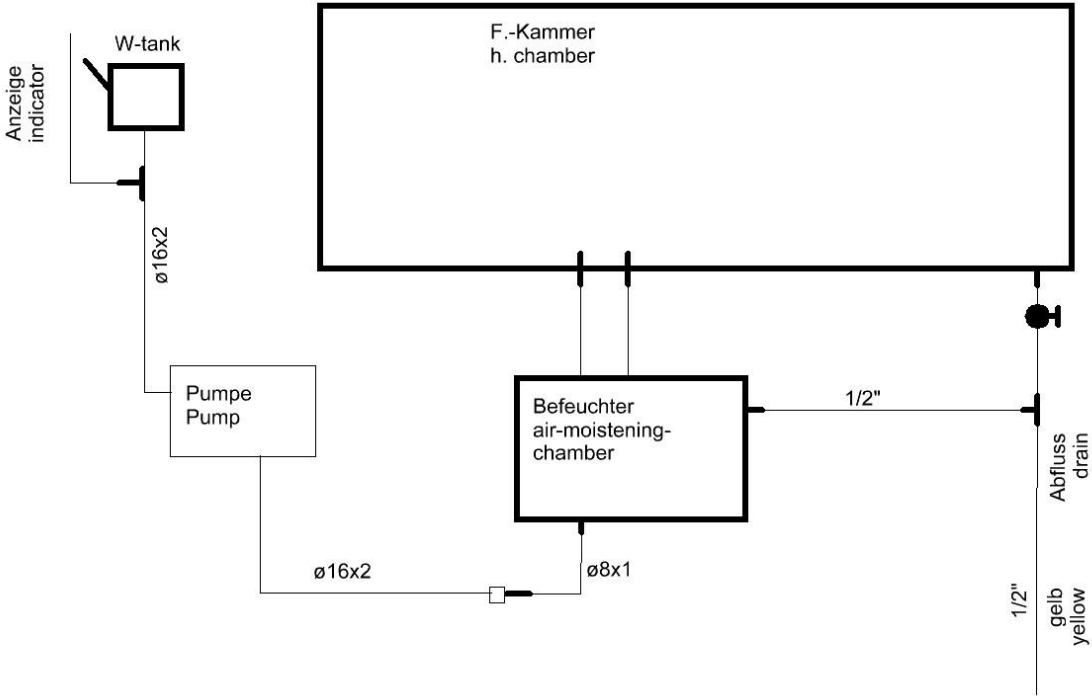 Anzeige
indicator
W-tank
F.-Kammer
h. chamber
ø16x2
Pumpe
Pump
Befeuchter
air-moistening-
chamber
1/2"
Abfluss
drain
ø16x2
ø8x1
1/2"
gelb
yellow